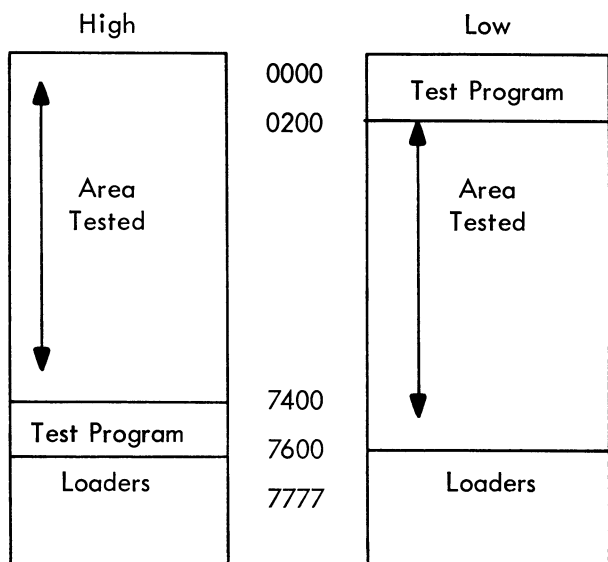 High
Low
0000
Test Program
0200
Area
Tested
Area
Tested
7400
Test Program
7600
Loaders
Loaders
7777